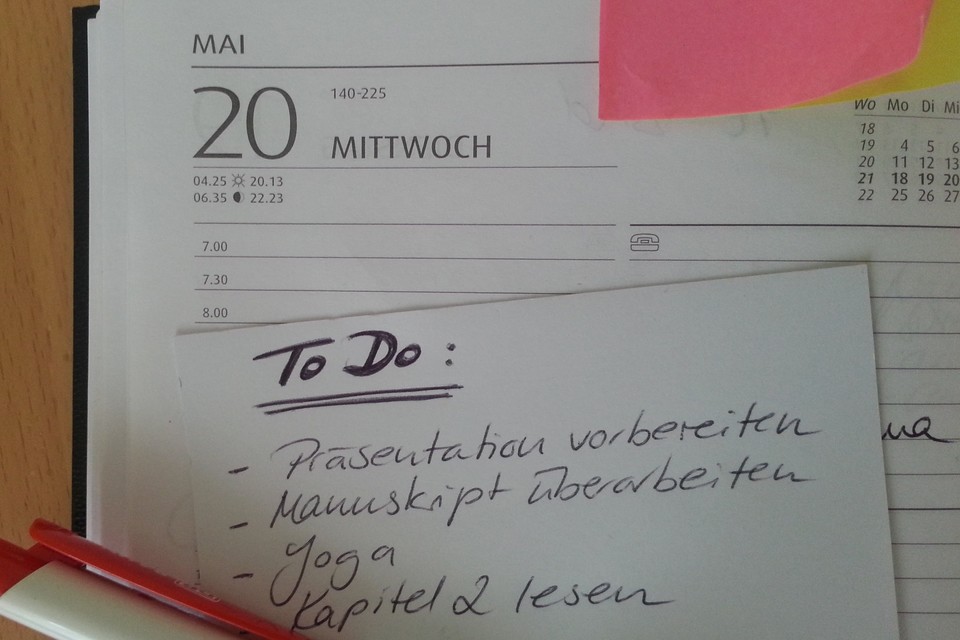 MAI
20
140-225
MITTWOCH
04.25 20.13
06.35 22.23
7.00
7.30
8.00
Wo Mo Di Mi
18
19 4 5 6
20 11 12 13
21 18 19 20
22 25 26 27
To Do:
- Präsentation vorbereiten
- Manuskript überarbeiten
- Yoga
- Kapitel 2 lesen